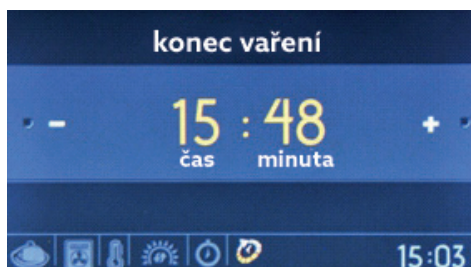 konec vaření
- 15 : 48 +
čas minuta
15:03